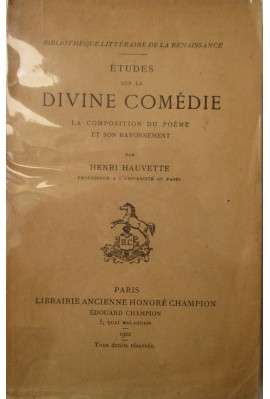 BIBLIOTHÈQUE LITTÉRAIRE DE LA RENAISSANCE
ÉTUDES
SUR LA
DIVINE COMÉDIE
LA COMPOSITION DU POÈME
ET SON RAYONNEMENT
PAR
HENRI HAUVETTE
PROFESSEUR A L'UNIVERSITÉ DE PARIS
PARIS
LIBRAIRIE ANCIENNE HONORÉ CHAMPION
ÉDOUARD CHAMPION
5, QUAI MALAQUAIS
Tous droits réservés.